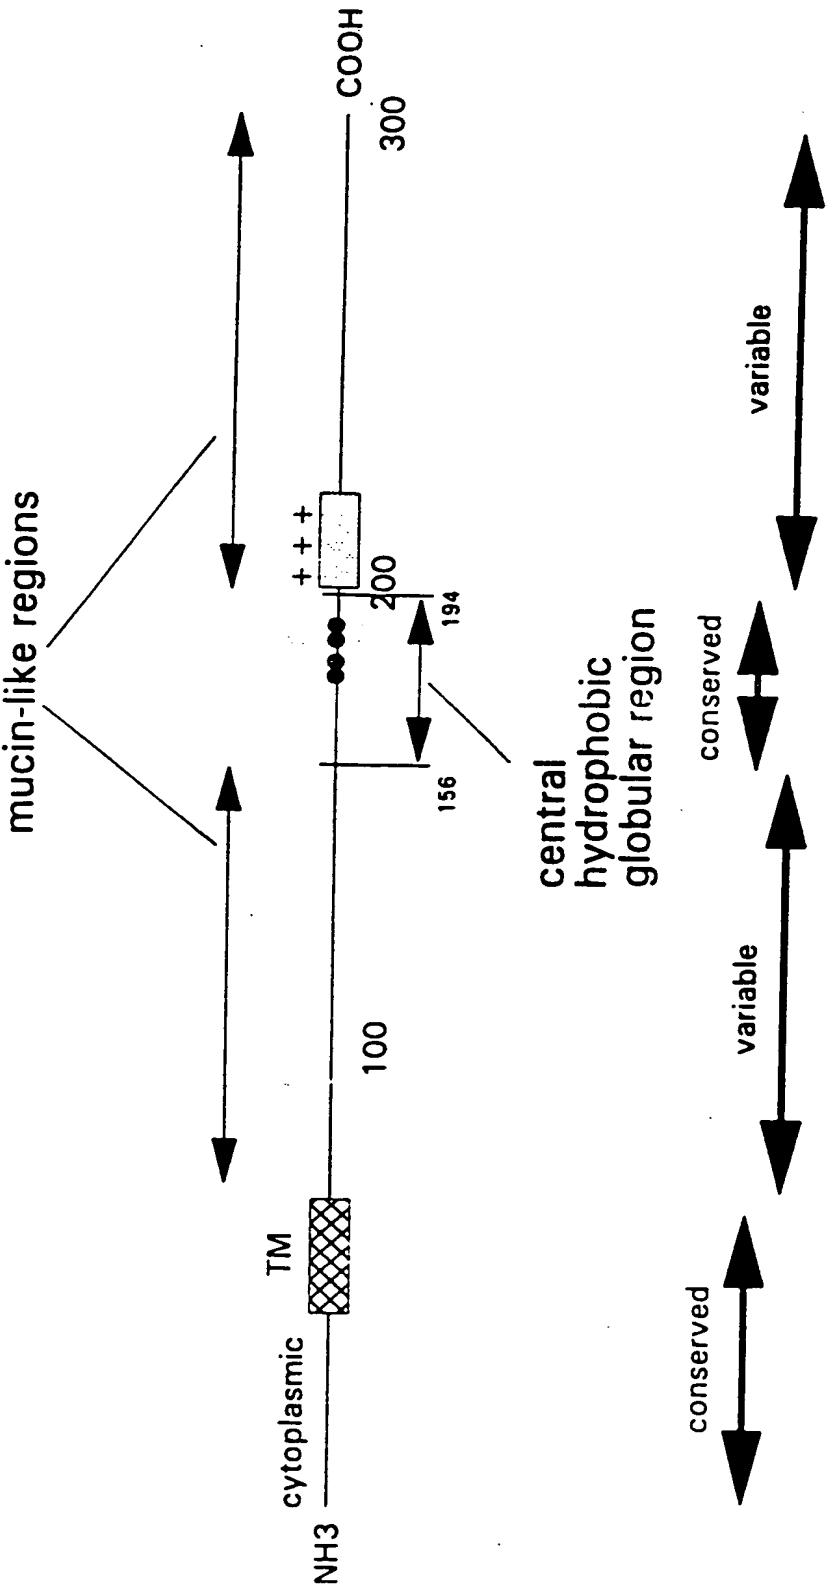 mucin-like regions
+ + +
NH3
cytoplasmic
TM
100
200
300
COOH
156
194
central
hydrophobic
globular region
conserved
variable
conserved
variable